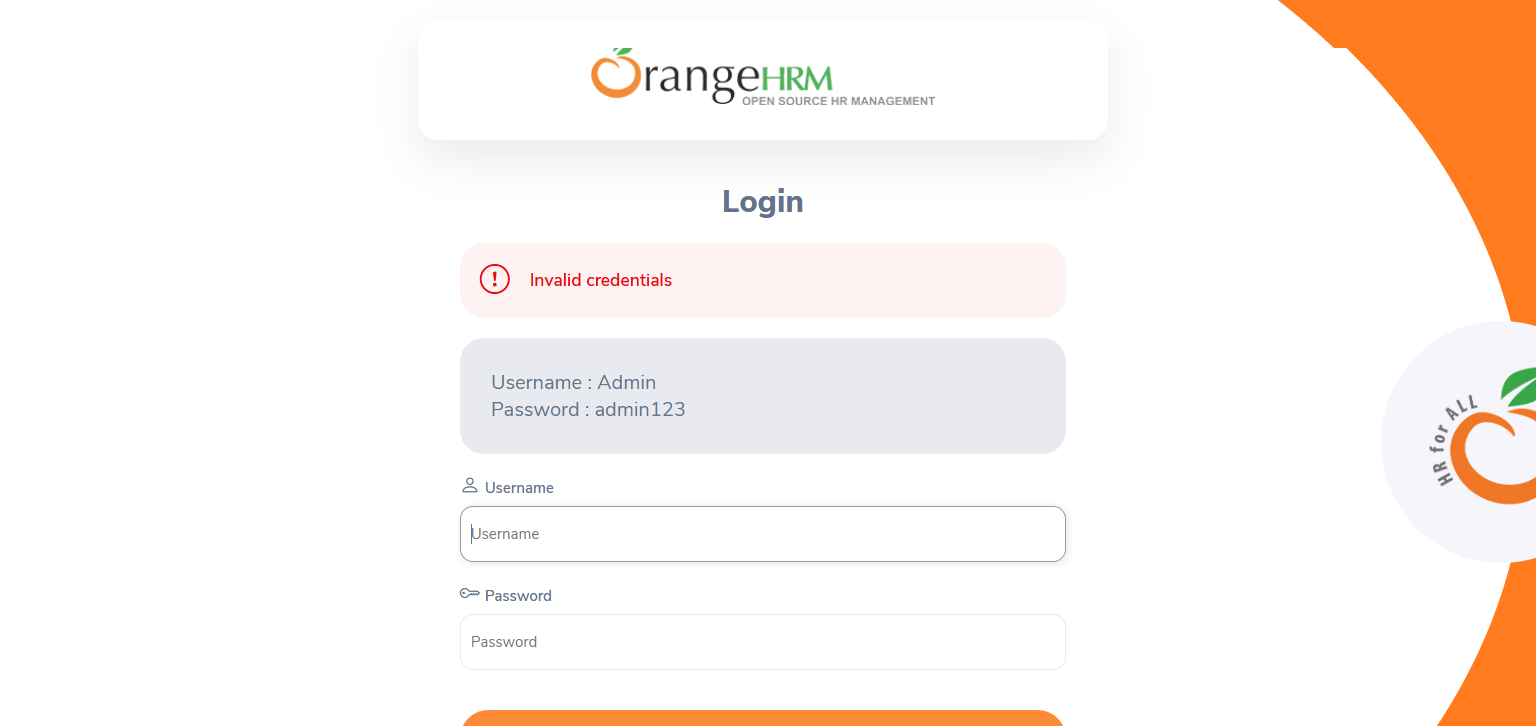 OrangeHRM
OPEN SOURCE HR MANAGEMENT
Login
! Invalid credentials
Username : Admin
Password : admin123
Username
Username
Password
Password
HR for ALL